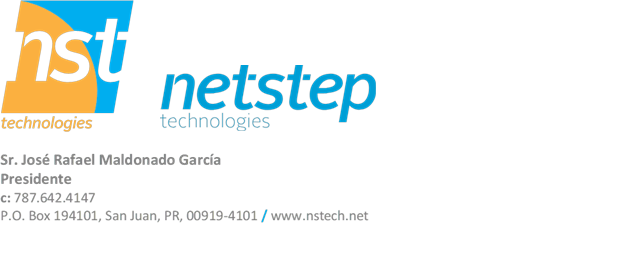 nst
technologies
netstep
technologies
Sr. José Rafael Maldonado García
Presidente
c: 787.642.4147
P.O. Box 194101, San Juan, PR, 00919-4101 / www.nstech.net